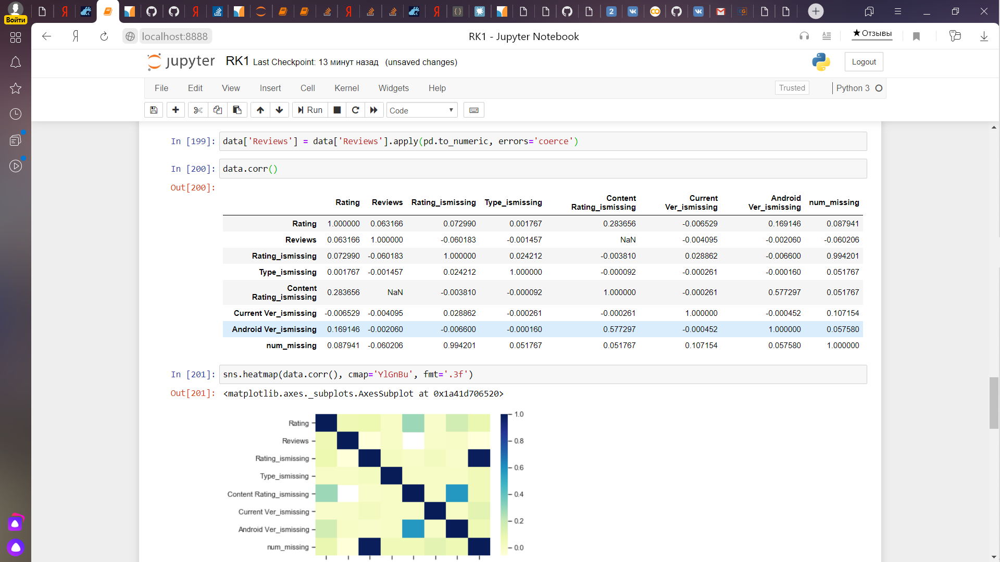 Войти
localhost:8888
RK1 - Jupyter Notebook
★ Отзывы
jupyter RK1 Last Checkpoint: 13 минут назад (unsaved changes)
Logout
File Edit View Insert Cell Kernel Widgets Help
Trusted
Python 3
Run
Code
In [199]: data['Reviews'] = data['Reviews'].apply(pd.to_numeric, errors='coerce')
In [200]: data.corr()
Out[200]:
Rating Reviews Rating_ismissing Type_ismissing Content Rating_ismissing Current Ver_ismissing Android Ver_ismissing num_missing
Rating 1.000000 0.063166 0.072990 0.001767 0.283656 -0.006529 0.169146 0.087941
Reviews 0.063166 1.000000 -0.060183 -0.001457 NaN -0.004095 -0.002060 -0.060206
Rating_ismissing 0.072990 -0.060183 1.000000 0.024212 -0.003810 0.028862 -0.006600 0.994201
Type_ismissing 0.001767 -0.001457 0.024212 1.000000 -0.000092 -0.000261 -0.000160 0.051767
Content Rating_ismissing 0.283656 NaN -0.003810 -0.000092 1.000000 -0.000261 0.577297 0.051767
Current Ver_ismissing -0.006529 -0.004095 0.028862 -0.000261 -0.000261 1.000000 -0.000452 0.107154
Android Ver_ismissing 0.169146 -0.002060 -0.006600 -0.000160 0.577297 -0.000452 1.000000 0.057580
num_missing 0.087941 -0.060206 0.994201 0.051767 0.051767 0.107154 0.057580 1.000000
In [201]: sns.heatmap(data.corr(), cmap='YlGnBu', fmt='.3f')
Out[201]: <matplotlib.axes._subplots.AxesSubplot at 0x1a41d706520>
Rating
Reviews
Rating_ismissing
Type_ismissing
Content Rating_ismissing
Current Ver_ismissing
Android Ver_ismissing
num_missing
1.0
0.8
0.6
0.4
0.2
0.0